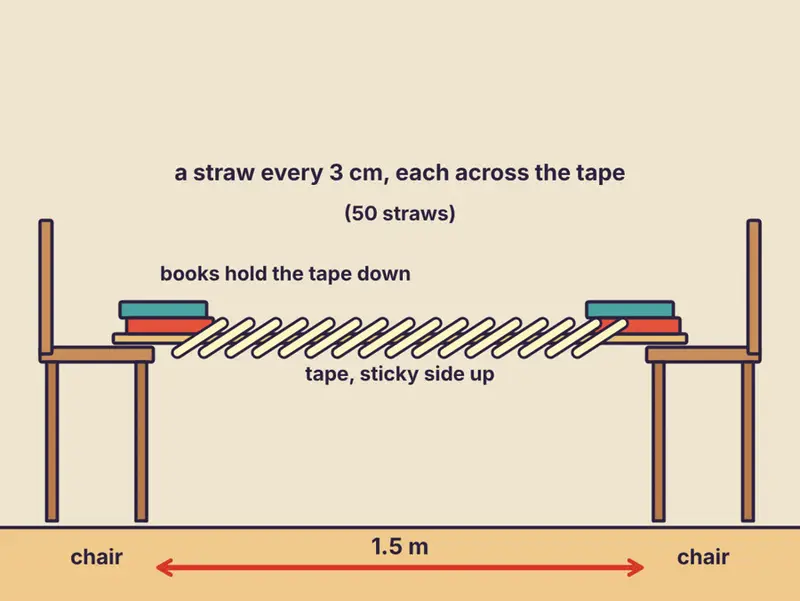 a straw every 3 cm, each across the tape
(50 straws)
books hold the tape down
tape, sticky side up
1.5 m
chair
chair